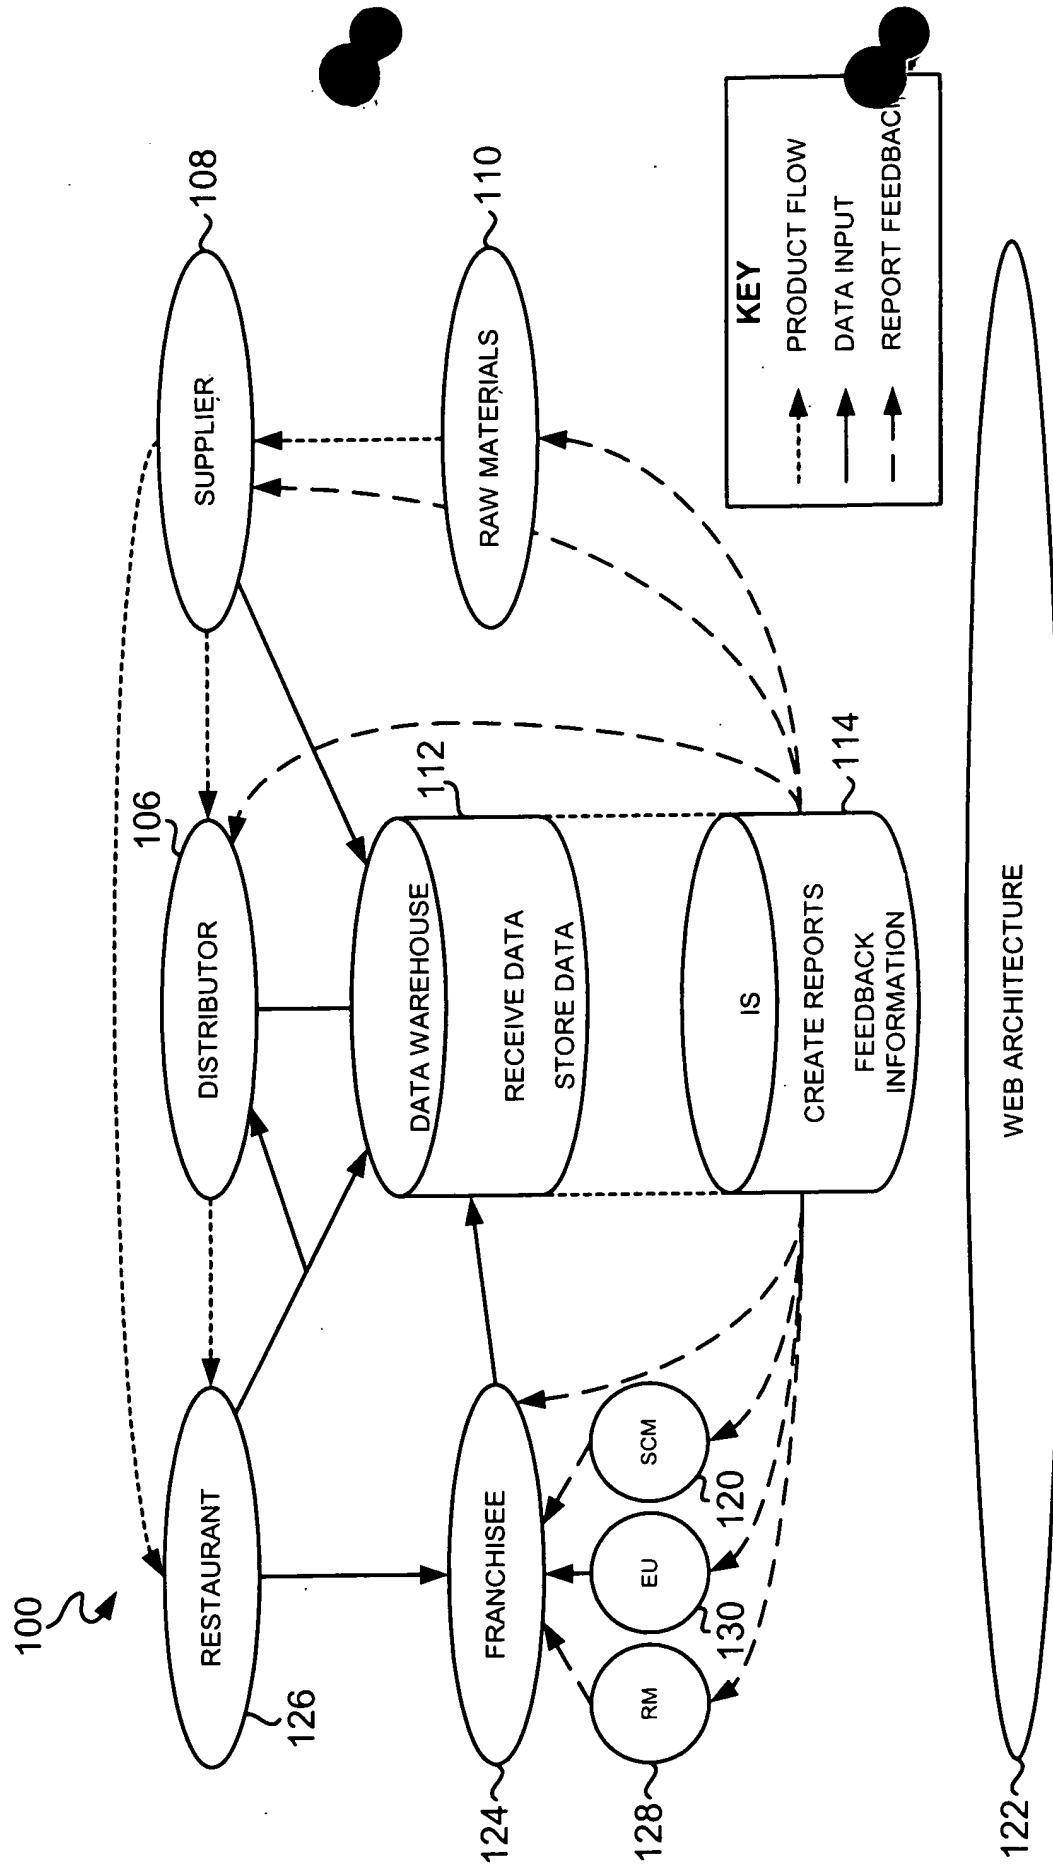 100
RESTAURANT
126
DISTRIBUTOR
106
SUPPLIER
108
FRANCHISEE
124
DATA WAREHOUSE
112
RECEIVE DATA
STORE DATA
RAW MATERIALS
110
RM
128
EU
130
SCM
120
IS
114
CREATE REPORTS
FEEDBACK
INFORMATION
KEY
PRODUCT FLOW
DATA INPUT
REPORT FEEDBACK
WEB ARCHITECTURE
122